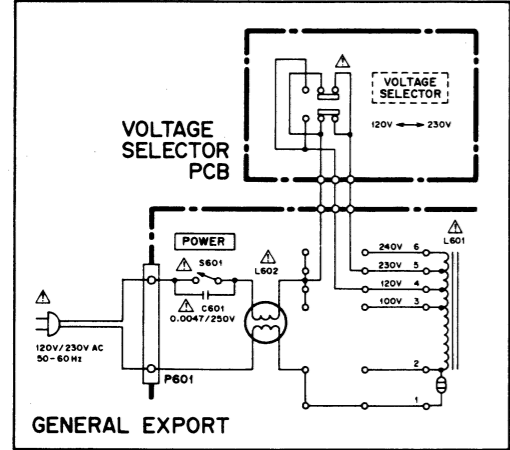 VOLTAGE
SELECTOR
120V ◄─► 230V
VOLTAGE
SELECTOR
PCB
POWER
S601
L602
C601
0.0047/250V
240V 6
230V 5
120V 4
100V 3
2
1
L601
120V/230V AC
50-60Hz
P601
GENERAL EXPORT